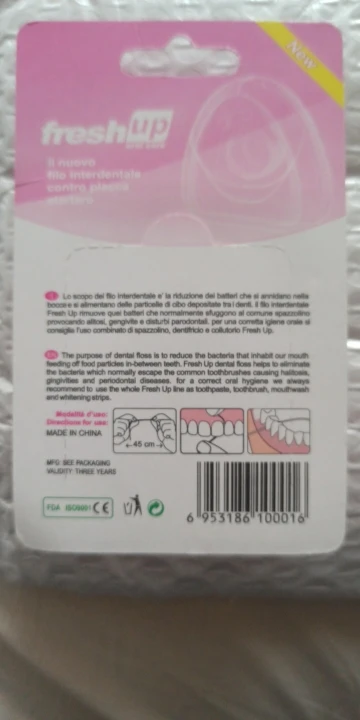 New
freshup
il nuovo
filo interdentale
contro placca
Lo scopo del filo interdentale e' la riduzione dei batteri che si annidano nella
bocca e si alimentano delle particelle di cibo depositate tra i denti. il filo interdentale
Fresh Up rimuove quei batteri che normalmente sfuggono al comune spazzolino
provocando alitosi, gengivite e disturbi parodontali. per una corretta igiene orale si
consiglia l'uso combinato di spazzolino, dentifricio e collutorio Fresh Up.
The purpose of dental floss is to reduce the bacteria that inhabit our mouth
feeding off food particles in-between teeth. Fresh Up dental floss helps to eliminate
the bacteria which normally escape the common toothbrushes causing halitosis,
gingivities and periodontal diseases. for a correct oral hygiene we always
recommend to use the whole Fresh Up line as toothpaste, toothbrush, mouthwash
and whitening strips.
Modalità d'uso:
Directions for use:
MADE IN CHINA
45 cm
MFG: BEE PACKAGING
VALIDITY: THREE YEARS
FDA ISO9001 CE
6 953186 100016